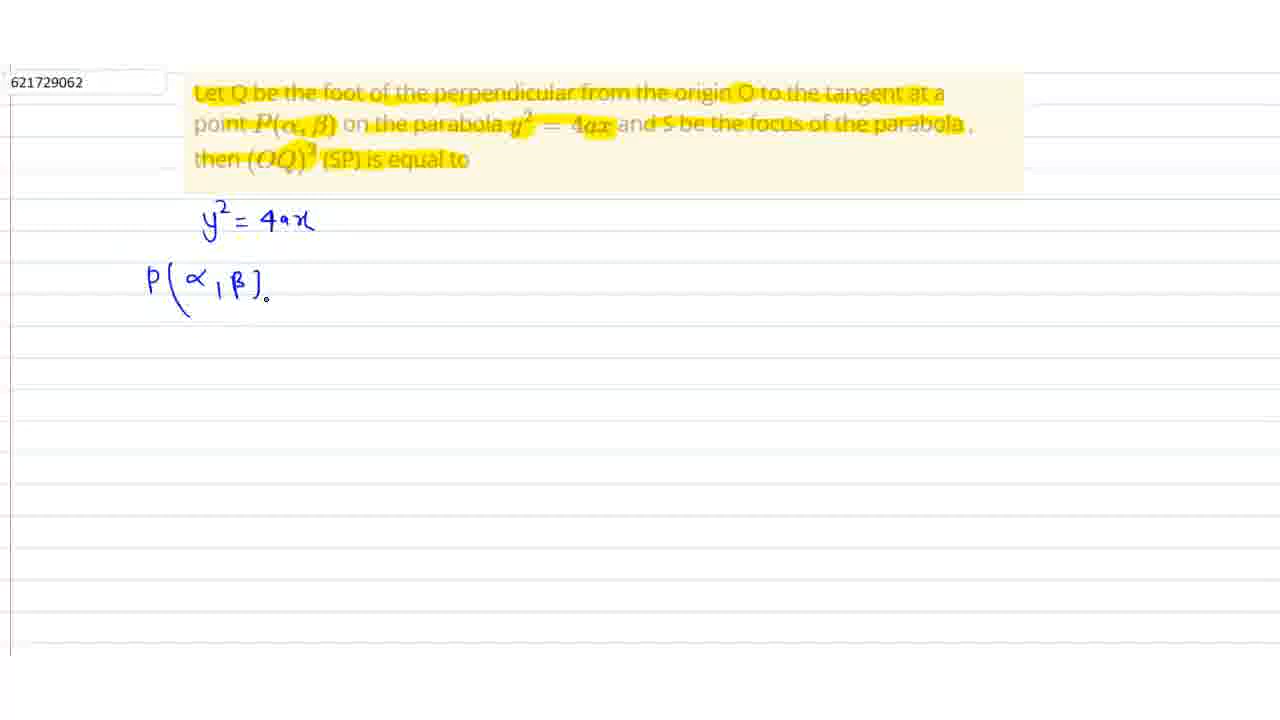 621729062
Let Q be the foot of the perpendicular from the origin O to the tangent at a
point P(α, β) on the parabola y² = 4ax and S be the focus of the parabola ,
then (OQ)² (SP) is equal to
y² = 4ax
P(α, β)